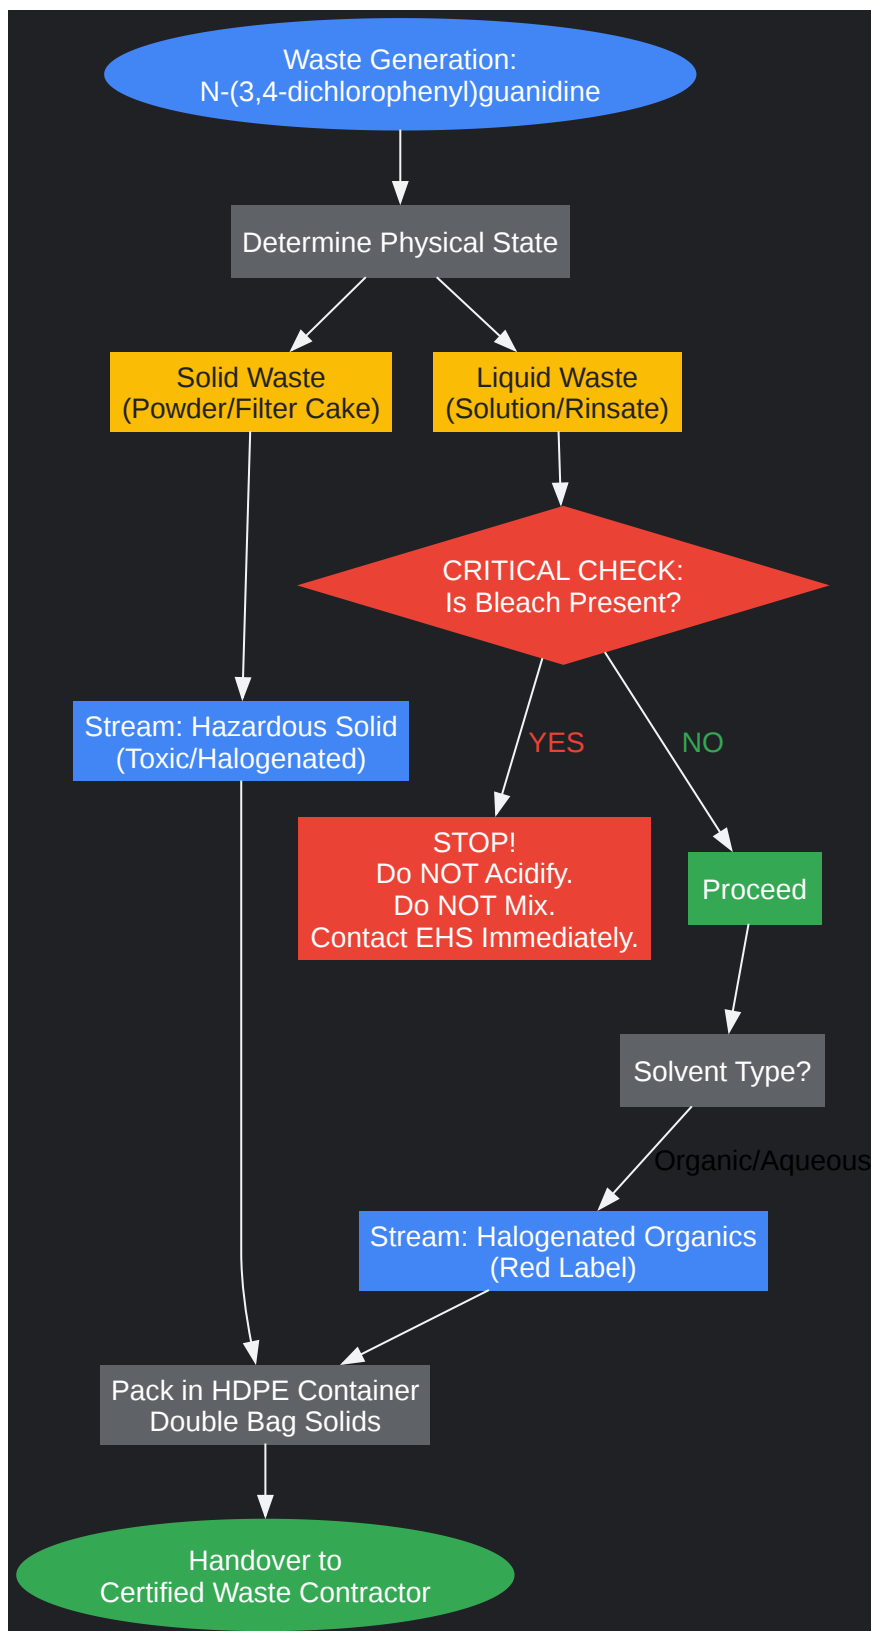 Waste Generation:
N-(3,4-dichlorophenyl)guanidine
Determine Physical State
Solid Waste
(Powder/Filter Cake)
Liquid Waste
(Solution/Rinsate)
CRITICAL CHECK:
Is Bleach Present?
Stream: Hazardous Solid
(Toxic/Halogenated)
YES
NO
STOP!
Do NOT Acidify.
Do NOT Mix.
Contact EHS Immediately.
Proceed
Solvent Type?
Organic/Aqueous
Stream: Halogenated Organics
(Red Label)
Pack in HDPE Container
Double Bag Solids
Handover to
Certified Waste Contractor